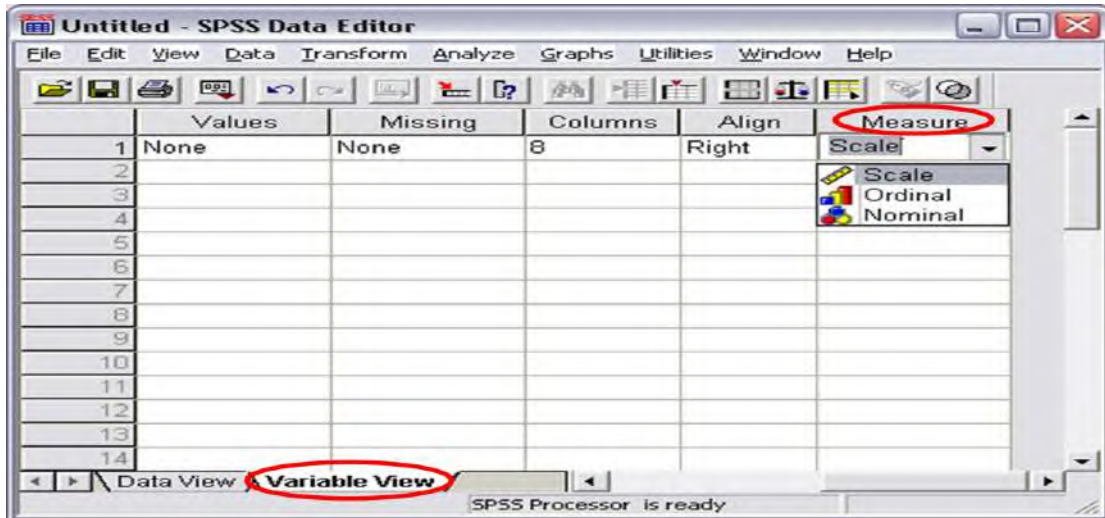 Untitled - SPSS Data Editor
File Edit View Data Transform Analyze Graphs Utilities Window Help
Values Missing Columns Align Measure
1 None None 8 Right Scale
2 Scale
3 Ordinal
4 Nominal
5
6
7
8
9
10
11
12
13
14
Data View Variable View
SPSS Processor is ready